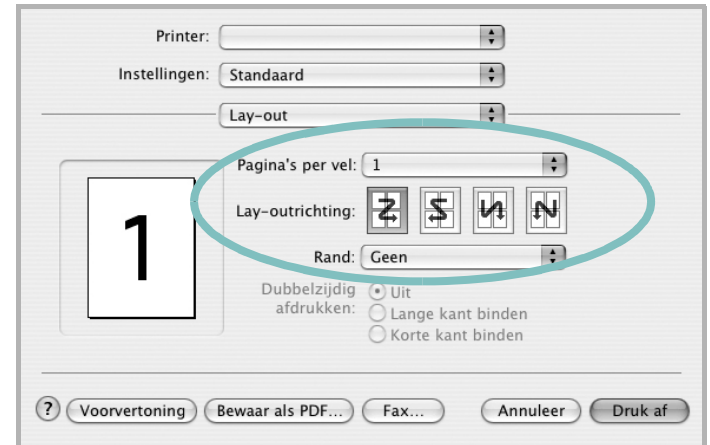 Printer:
Instellingen: Standaard
Lay-out
Pagina's per vel: 1
Lay-outrichting:
Rand: Geen
1
Dubbelzijdig afdrukken: Uit
Lange kant binden
Korte kant binden
? Voorvertoning Bewaar als PDF... Fax... Annuleer Druk af